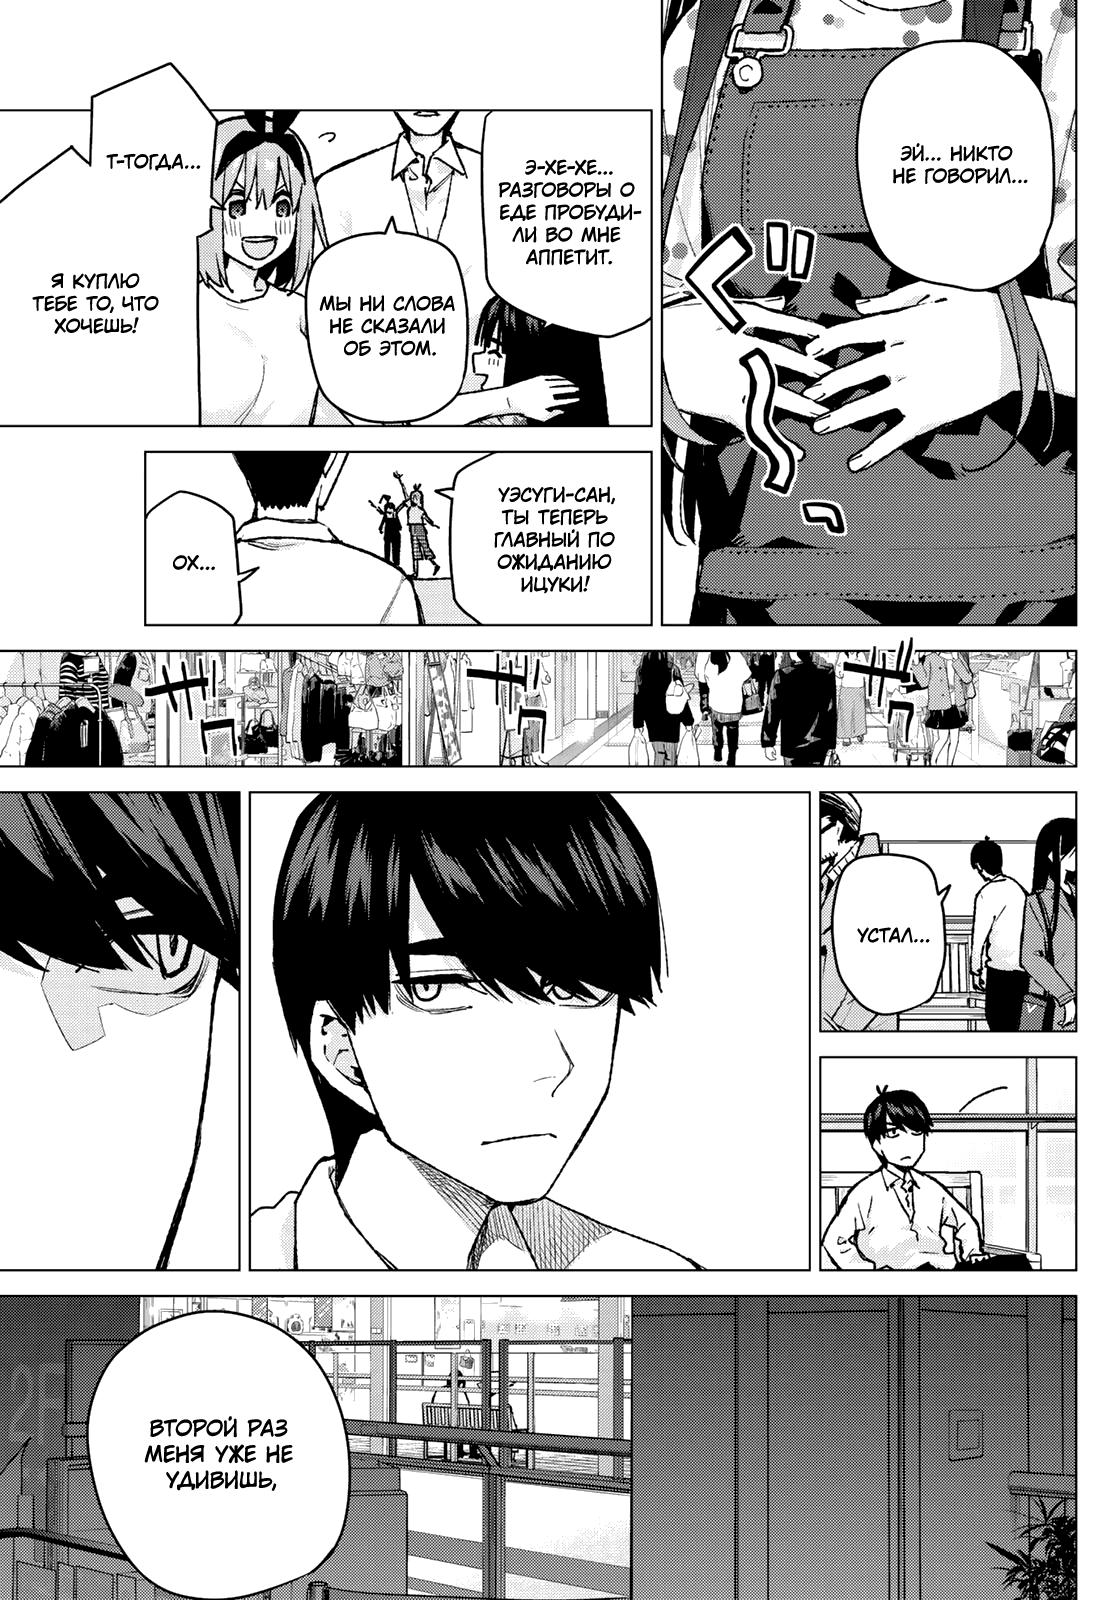 ЭЙ... НИКТО
НЕ ГОВОРИЛ...
Э-ХЕ-ХЕ...
РАЗГОВОРЫ О
ЕДЕ ПРОБУДИ-
ЛИ ВО МНЕ
АППЕТИТ.
МЫ НИ СЛОВА
НЕ СКАЗАЛИ
ОБ ЭТОМ.
Т-ТОГДА...
Я КУПЛЮ
ТЕБЕ ТО, ЧТО
ХОЧЕШЬ!
УЭСУГИ-САН,
ТЫ ТЕПЕРЬ
ГЛАВНЫЙ ПО
ОЖИДАНИЮ
ИЦУКИ!
ОХ...
УСТАЛ...
2F
ВТОРОЙ РАЗ
МЕНЯ УЖЕ НЕ
УДИВИШЬ,